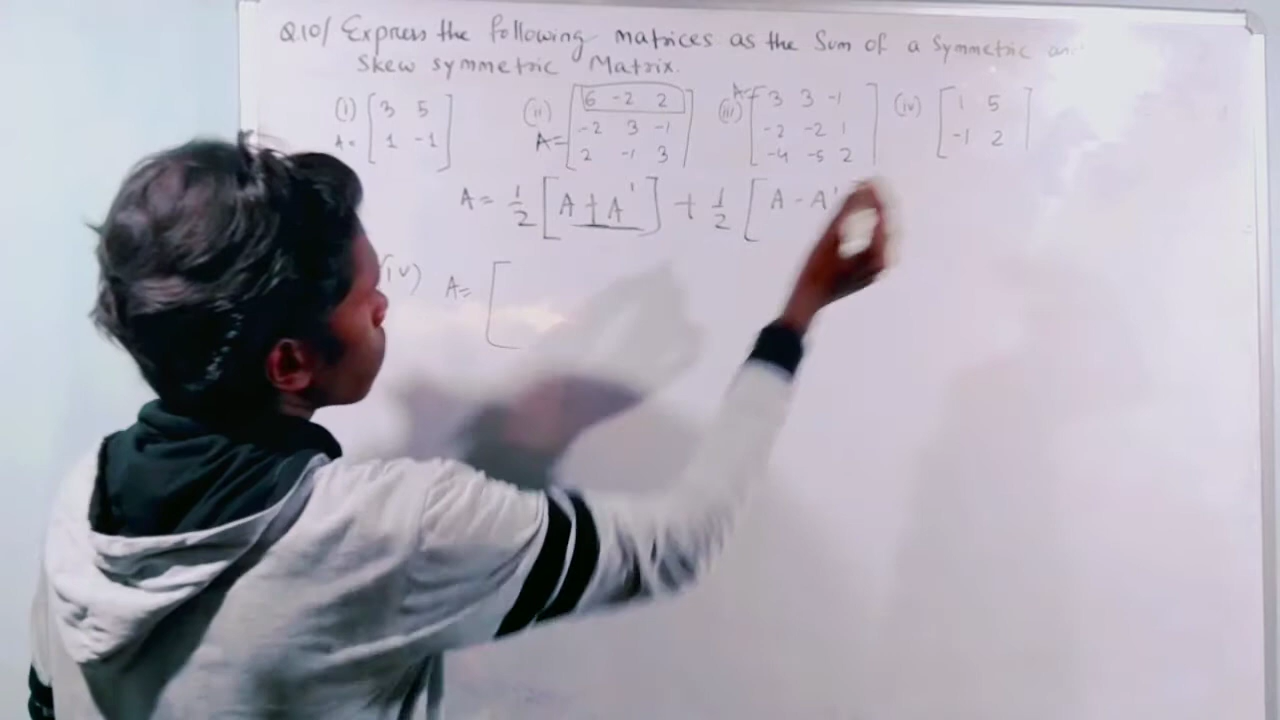 Q.10/ Express the following matrices as the Sum of a Symmetric an
Skew symmetric Matrix.
(i) A = [3 5
1 -1] (ii) A = [6 -2 2
-2 3 -1
2 -1 3] (iii) A = [3 3 -1
-2 -2 1
-4 -5 2] (iv) [1 5
-1 2]
A = 1/2 [A + A'] + 1/2 [A - A'
(iv) A = [